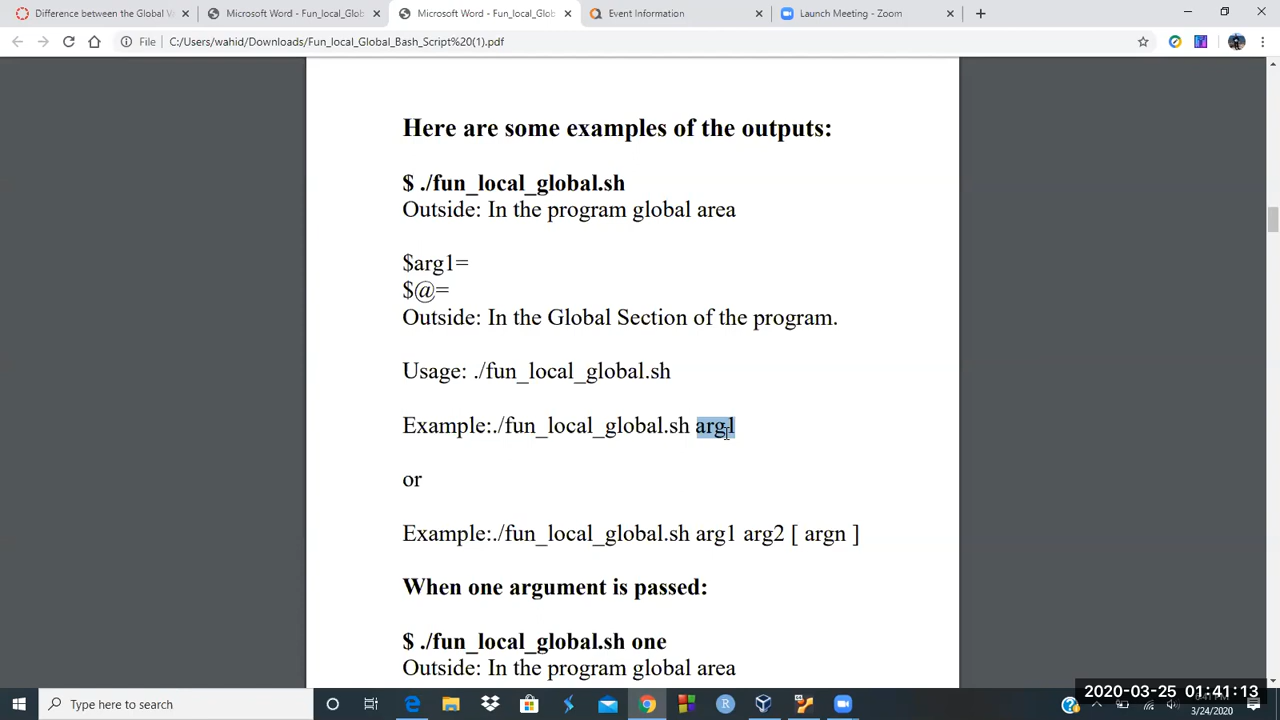 Difference between the Global Va
Microsoft Word - Fun_local_Glob
Microsoft Word - Fun_local_Glob
Event Information
Launch Meeting - Zoom
File
C:/Users/wahid/Downloads/Fun_local_Global_Bash_Script%20(1).pdf
Here are some examples of the outputs:
$ ./fun_local_global.sh
Outside: In the program global area
$arg1=
$@=
Outside: In the Global Section of the program.
Usage: ./fun_local_global.sh
Example:./fun_local_global.sh arg1
or
Example:./fun_local_global.sh arg1 arg2 [ argn ]
When one argument is passed:
$ ./fun_local_global.sh one
Outside: In the program global area
Type here to search
2020-03-25 01:41:13
3/24/2020